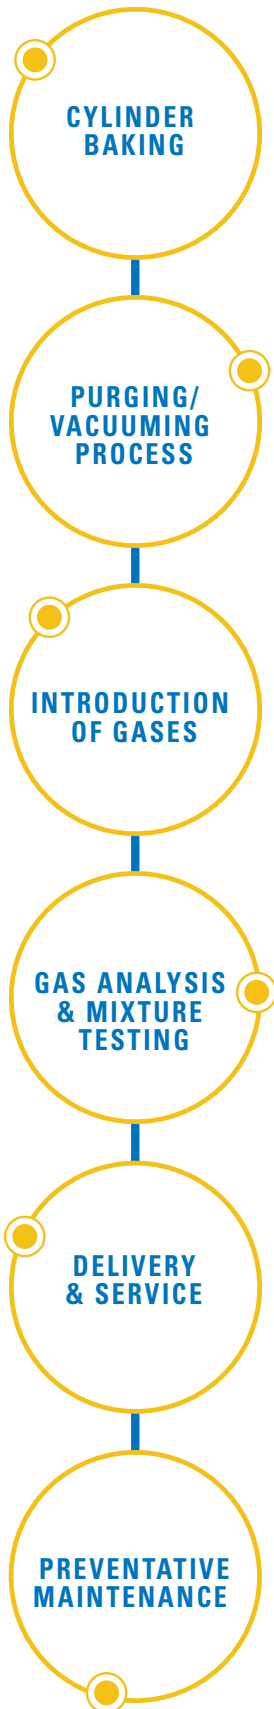 CYLINDER
BAKING
PURGING/
VACUUMING
PROCESS
INTRODUCTION
OF GASES
GAS ANALYSIS
& MIXTURE
TESTING
DELIVERY
& SERVICE
PREVENTATIVE
MAINTENANCE